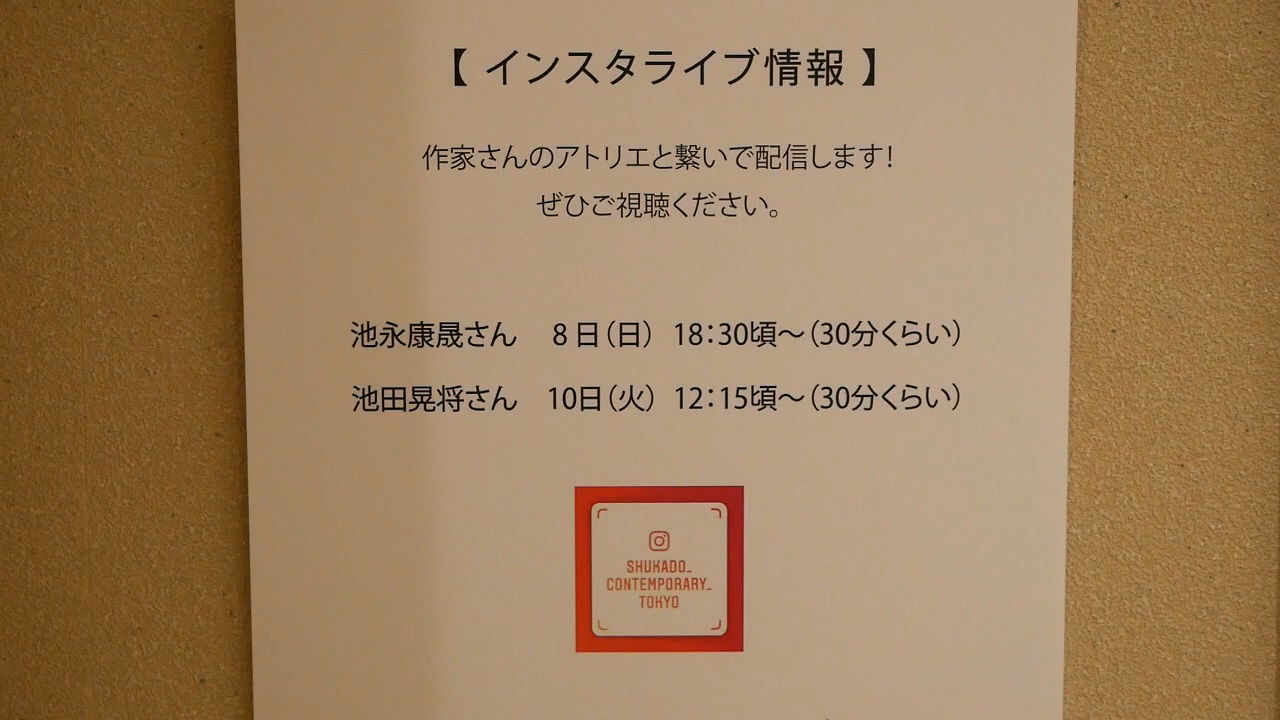 【 インスタライブ情報 】
作家さんのアトリエと繋いで配信します!
ぜひご視聴ください。
池永康晟さん 8日(日) 18:30頃〜(30分くらい)
池田晃将さん 10日(火) 12:15頃〜(30分くらい)
SHUKADO_
CONTEMPORARY_
TOKYO